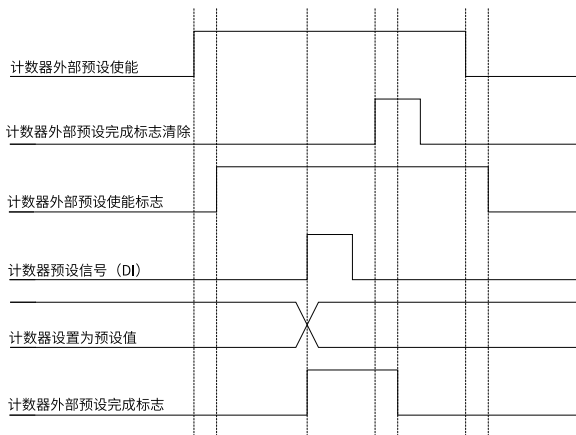 计数器外部预设使能
计数器外部预设完成标志清除
计数器外部预设使能标志
计数器预设信号（DI）
计数器设置为预设值
计数器外部预设完成标志